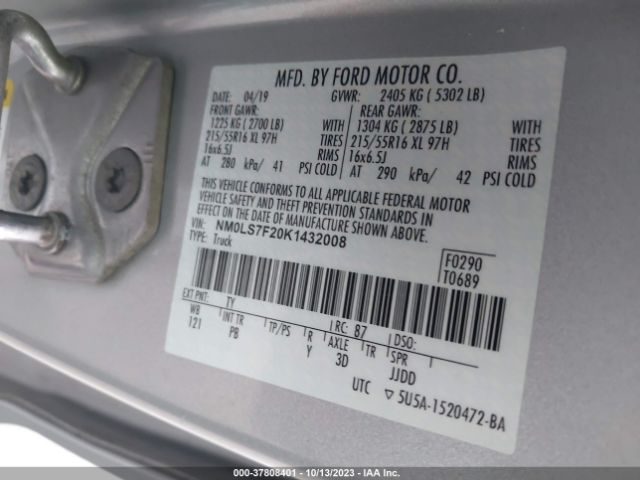 MFD. BY FORD MOTOR CO.
DATE: 04/19 GVWR: 2405 KG ( 5302 LB)
FRONT GAWR: REAR GAWR:
1225 KG ( 2700 LB) WITH 1304 KG ( 2875 LB) WITH
215/55R16 XL 97H TIRES 215/55R16 XL 97H TIRES
16x6.5J RIMS 16x6.5J RIMS
AT 280 kPa/ 41 PSI COLD AT 290 kPa/ 42 PSI COLD
THIS VEHICLE CONFORMS TO ALL APPLICABLE FEDERAL MOTOR
VEHICLE SAFETY AND THEFT PREVENTION STANDARDS IN
EFFECT ON THE DATE OF MANUFACTURE SHOWN ABOVE.
VIN: NM0LS7F20K1432008
TYPE: Truck
F0290
T0689
EXT PNT: TY RC: 87 DSO:
WB INT TR TP/PS R AXLE TR SPR
121 PB Y 3D JJDD
UTC ▽ 5U5A-1520472-BA
000-37808401 - 10/13/2023 - IAA Inc.